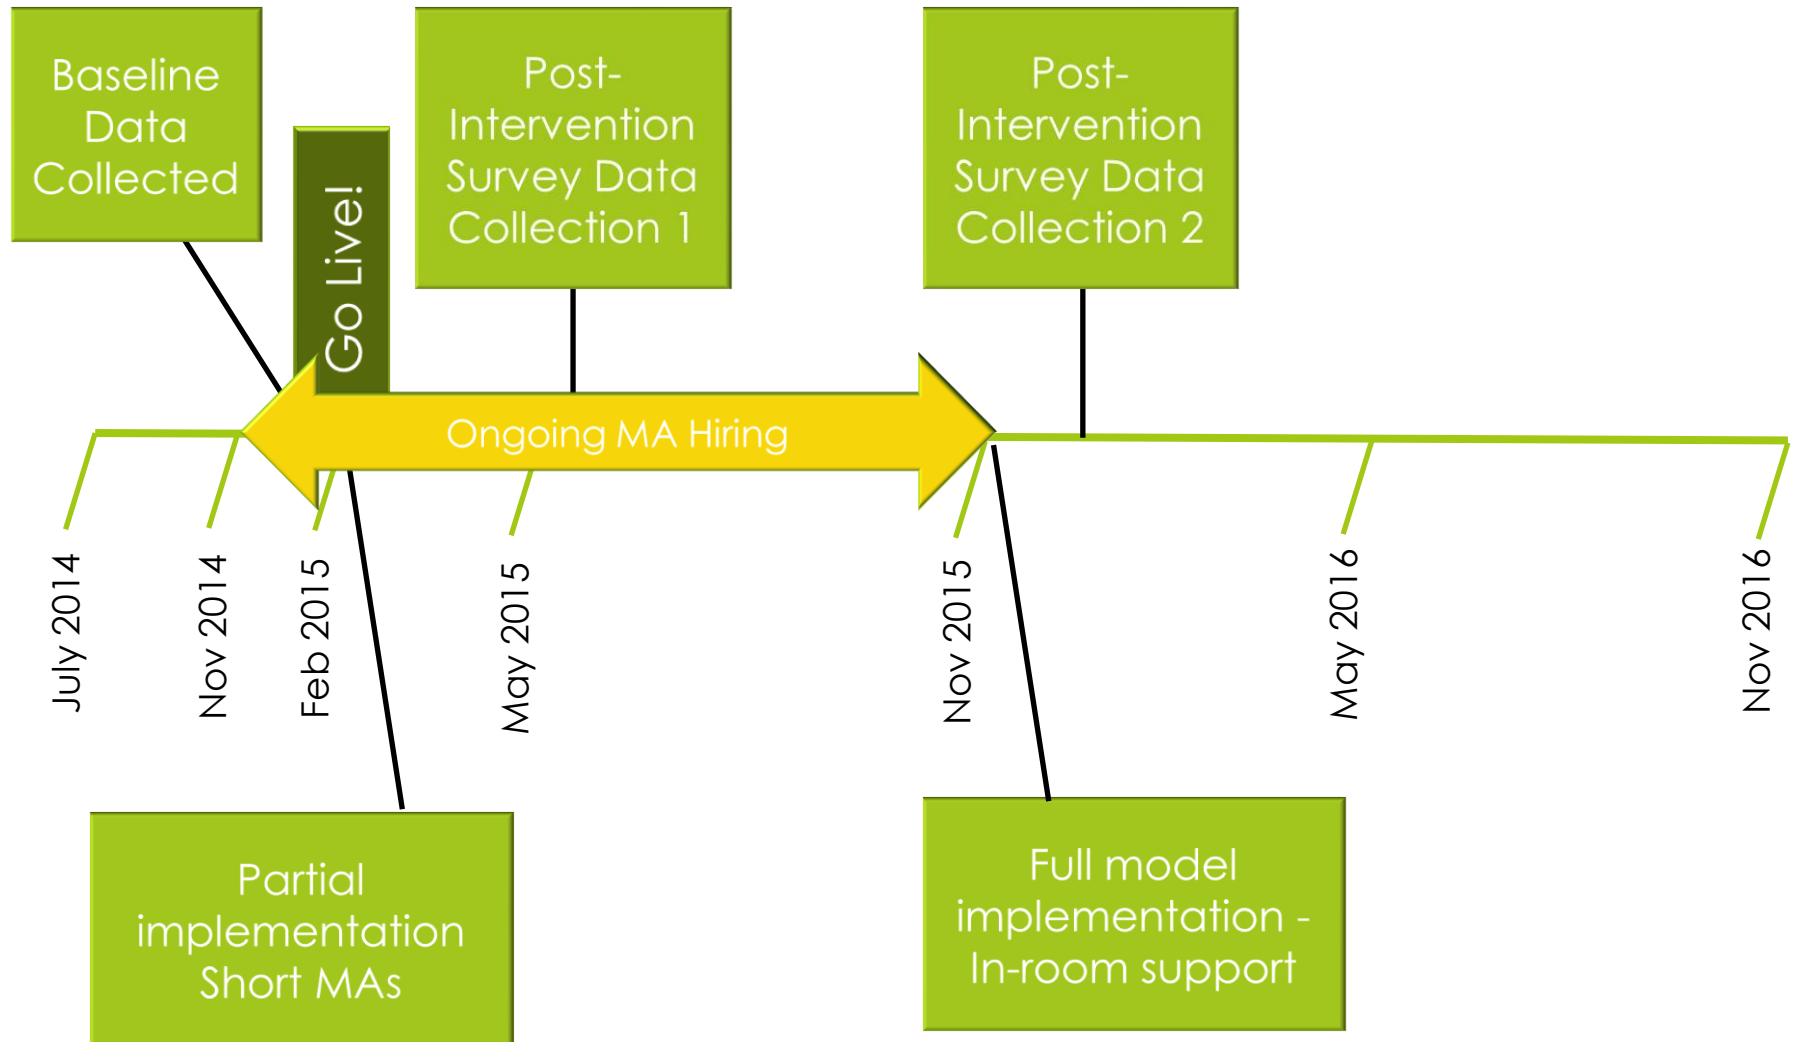 Baseline
Data
Collected
Go Live!
Post-
Intervention
Survey Data
Collection 1
Post-
Intervention
Survey Data
Collection 2
Ongoing MA Hiring
July 2014
Nov 2014
Feb 2015
May 2015
Nov 2015
May 2016
Nov 2016
Partial
implementation
Short MAs
Full model
implementation -
In-room support